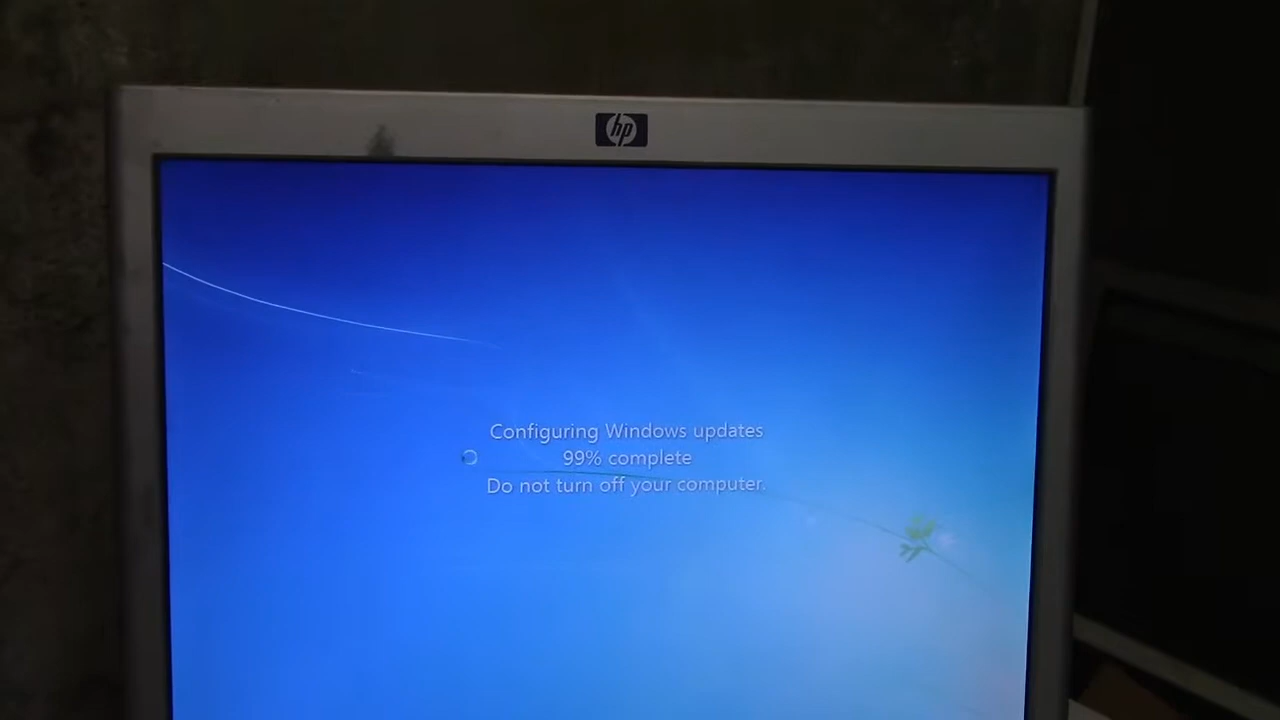 hp
Configuring Windows updates
99% complete
Do not turn off your computer.